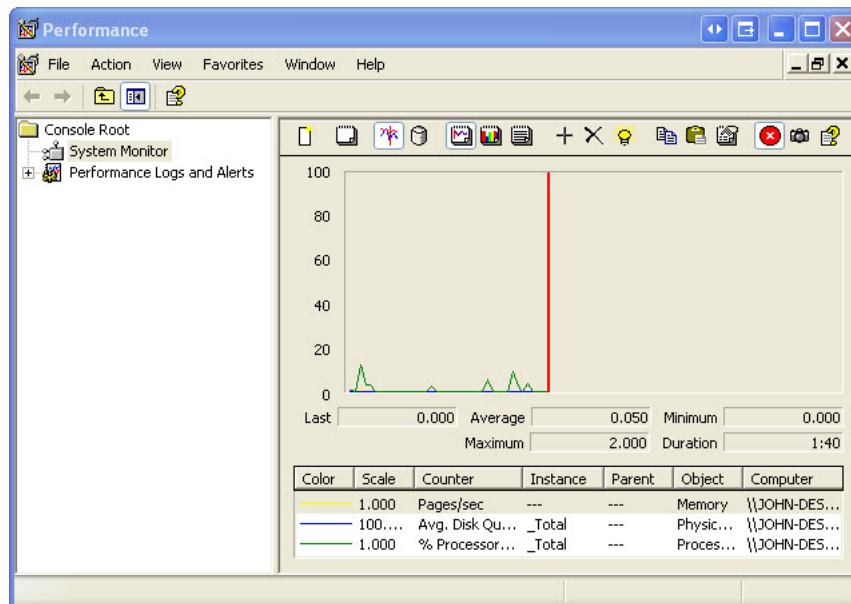 Performance
File Action View Favorites Window Help
Console Root
System Monitor
Performance Logs and Alerts
100
80
60
40
20
0
Last 0.000 Average 0.050 Minimum 0.000
Maximum 2.000 Duration 1:40
Color Scale Counter Instance Parent Object Computer
1.000 Pages/sec --- --- Memory \\JOHN-DES...
100.... Avg. Disk Qu... _Total --- Physic... \\JOHN-DES...
1.000 % Processor... _Total --- Proces... \\JOHN-DES...